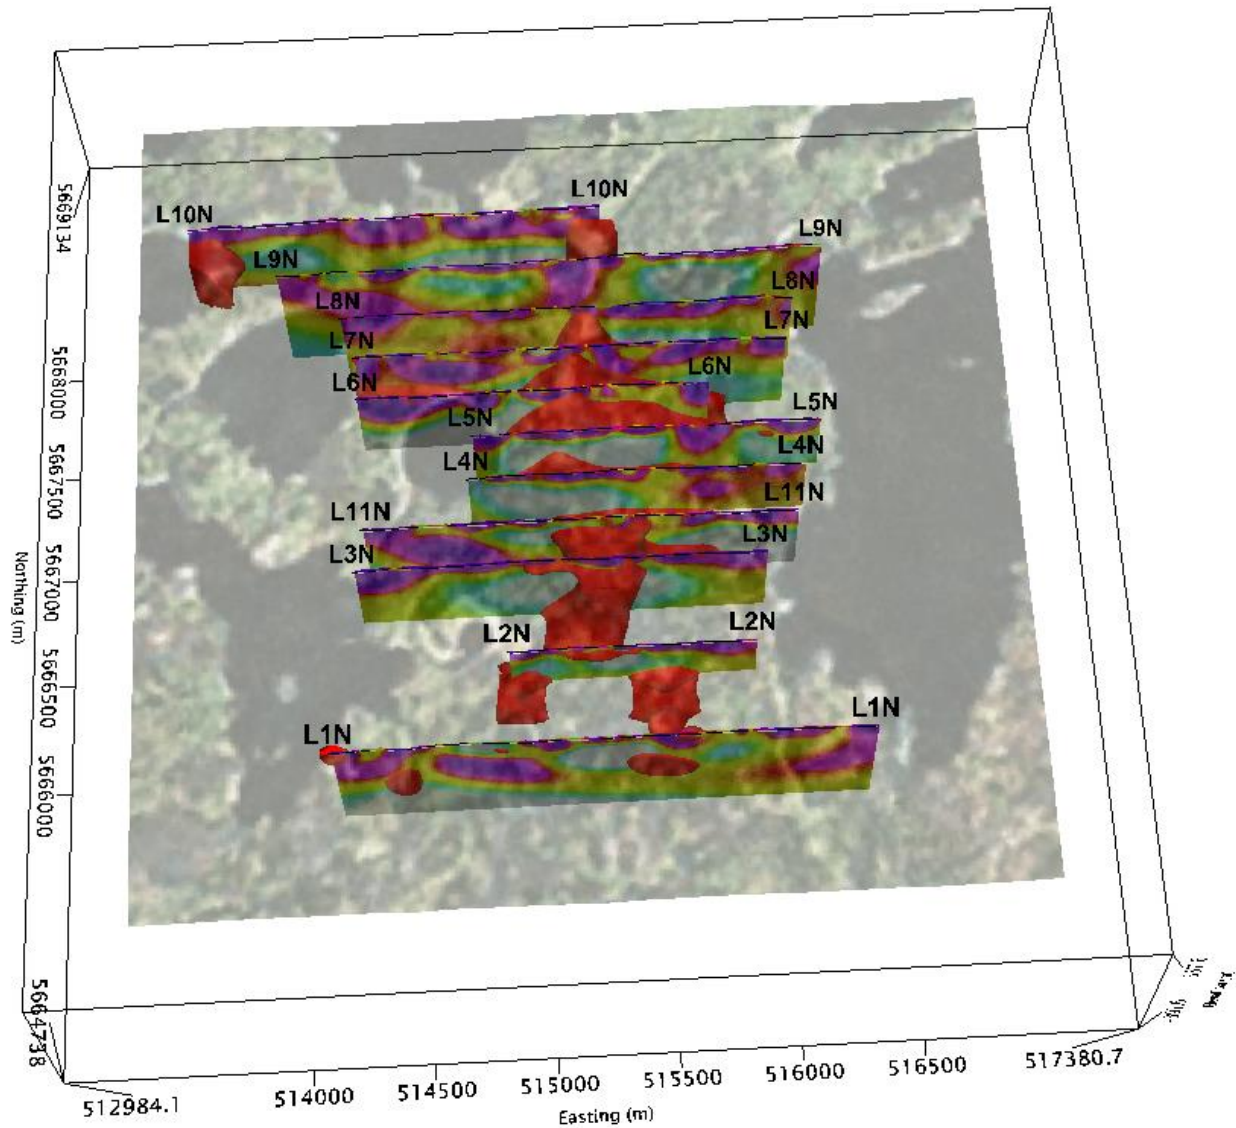 L10N
L10N
L9N
L9N
L8N
L8N
L7N
L7N
L6N
L6N
L5N
L5N
L4N
L4N
L11N
L11N
L3N
L3N
L2N
L2N
L1N
L1N
5669134
5668000
5667500
5667000
5666500
5666000
5664738
Northing (m)
512984.1
514000
514500
515000
515500
516000
516500
517380.7
Easting (m)